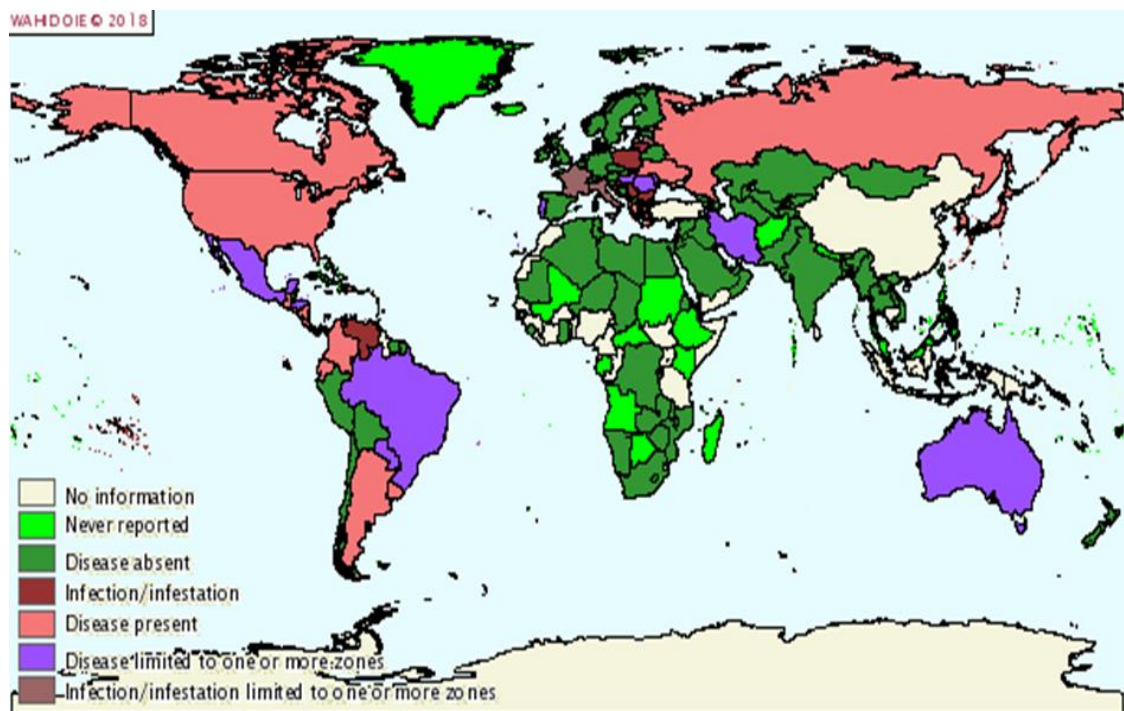 WAHIDOIE © 2018
No information
Never reported
Disease absent
Infection/infestation
Disease present
Disease limited to one or more zones
Infection/infestation limited to one or more zones